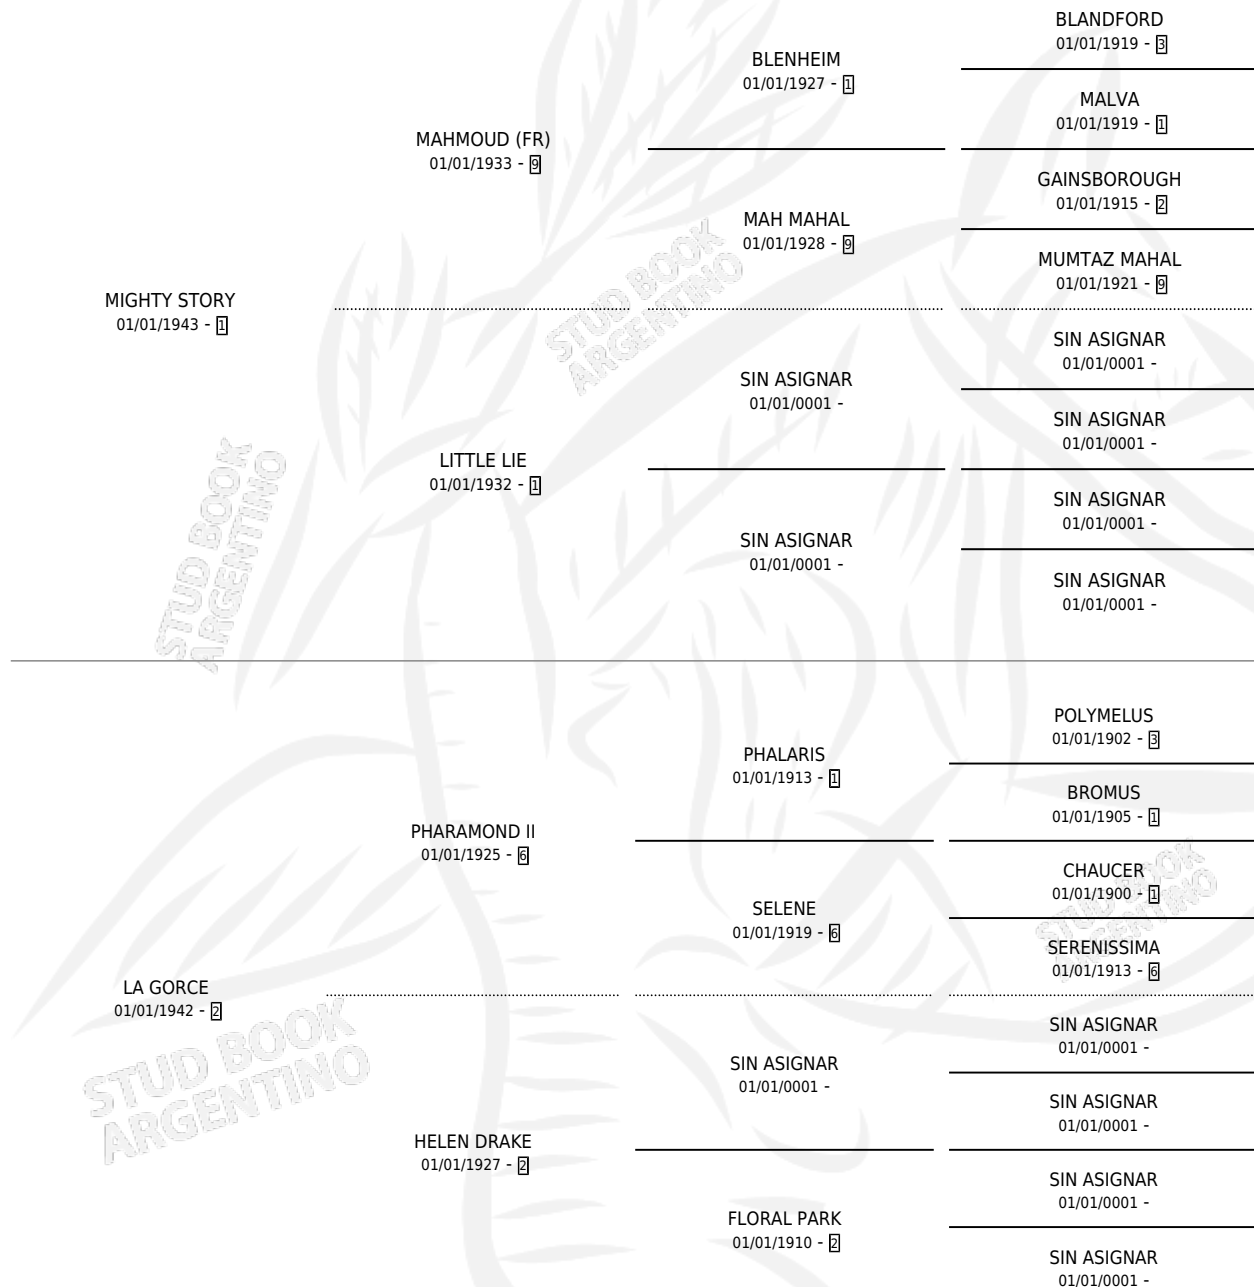 BLANDFORD
01/01/1919 - 3
BLENHEIM
01/01/1927 - 1
MALVA
01/01/1919 - 1
MAHMOUD (FR)
01/01/1933 - 9
GAINSBOROUGH
01/01/1915 - 2
MAH MAHAL
01/01/1928 - 9
MUMTAZ MAHAL
01/01/1921 - 9
MIGHTY STORY
01/01/1943 - 1
SIN ASIGNAR
01/01/0001 -
SIN ASIGNAR
01/01/0001 -
SIN ASIGNAR
01/01/0001 -
LITTLE LIE
01/01/1932 - 1
SIN ASIGNAR
01/01/0001 -
SIN ASIGNAR
01/01/0001 -
SIN ASIGNAR
01/01/0001 -
POLYMELUS
01/01/1902 - 3
PHALARIS
01/01/1913 - 1
BROMUS
01/01/1905 - 1
PHARAMOND II
01/01/1925 - 6
CHAUCER
01/01/1900 - 1
SELENE
01/01/1919 - 6
SERENISSIMA
01/01/1913 - 6
LA GORCE
01/01/1942 - 2
SIN ASIGNAR
01/01/0001 -
SIN ASIGNAR
01/01/0001 -
SIN ASIGNAR
01/01/0001 -
HELEN DRAKE
01/01/1927 - 2
SIN ASIGNAR
01/01/0001 -
FLORAL PARK
01/01/1910 - 2
SIN ASIGNAR
01/01/0001 -
STUD BOOK
ARGENTINO
STUD BOOK
ARGENTINO
STUD BOOK
ARGENTINO
STUD BOOK
ARGENTINO